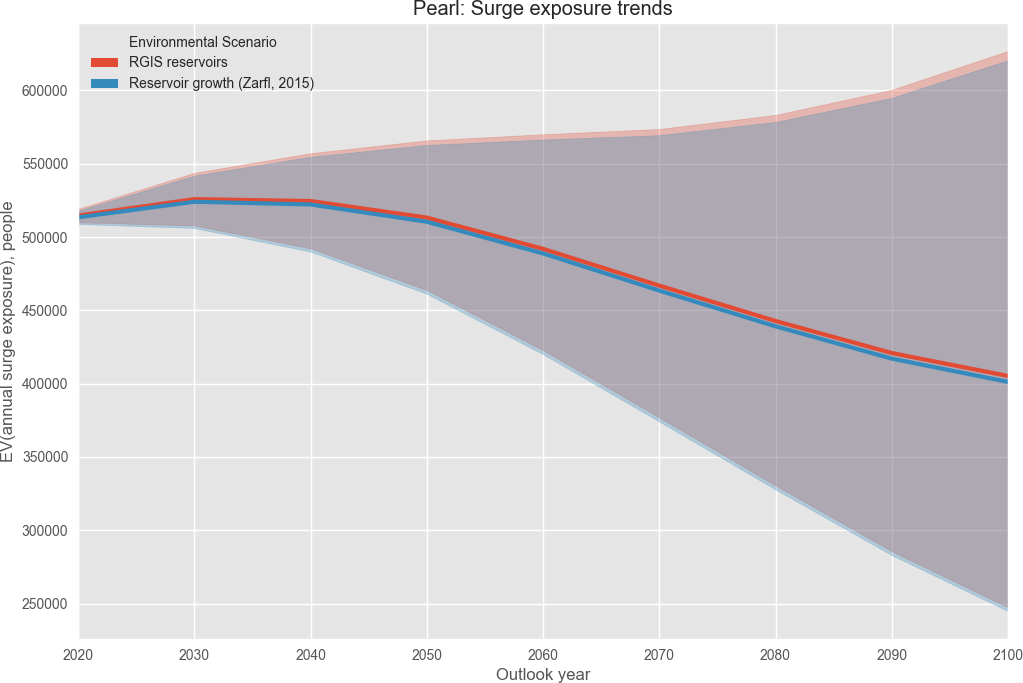 Pearl: Surge exposure trends
Environmental Scenario
RGIS reservoirs
Reservoir growth (Zarfl, 2015)
EV(annual surge exposure), people
600000
550000
500000
450000
400000
350000
300000
250000
2020 2030 2040 2050 2060 2070 2080 2090 2100
Outlook year